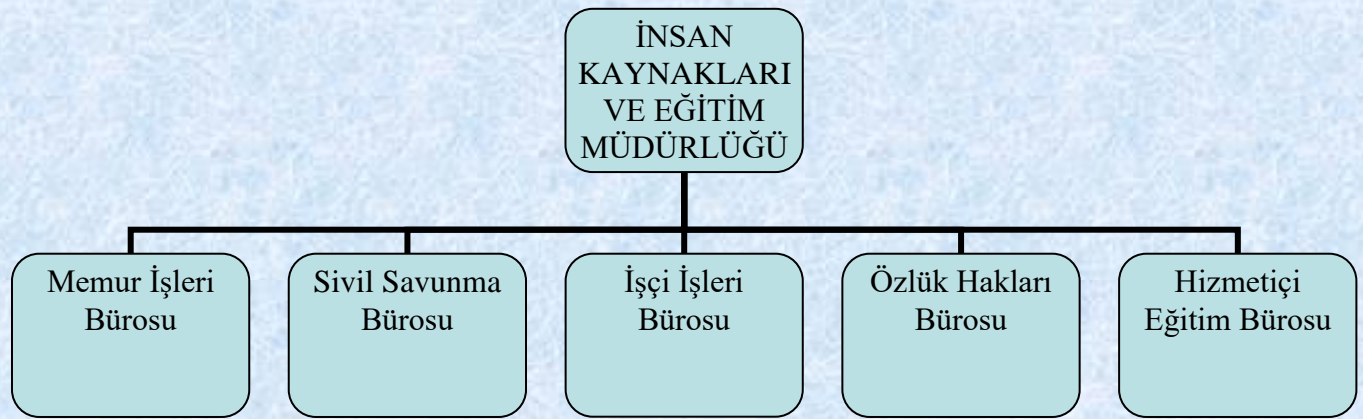 İNSAN
KAYNAKLARI
VE EĞİTİM
MÜDÜRLÜĞÜ
Memur İşleri
Bürosu
Sivil Savunma
Bürosu
İşçi İşleri
Bürosu
Özlük Hakları
Bürosu
Hizmetiçi
Eğitim Bürosu